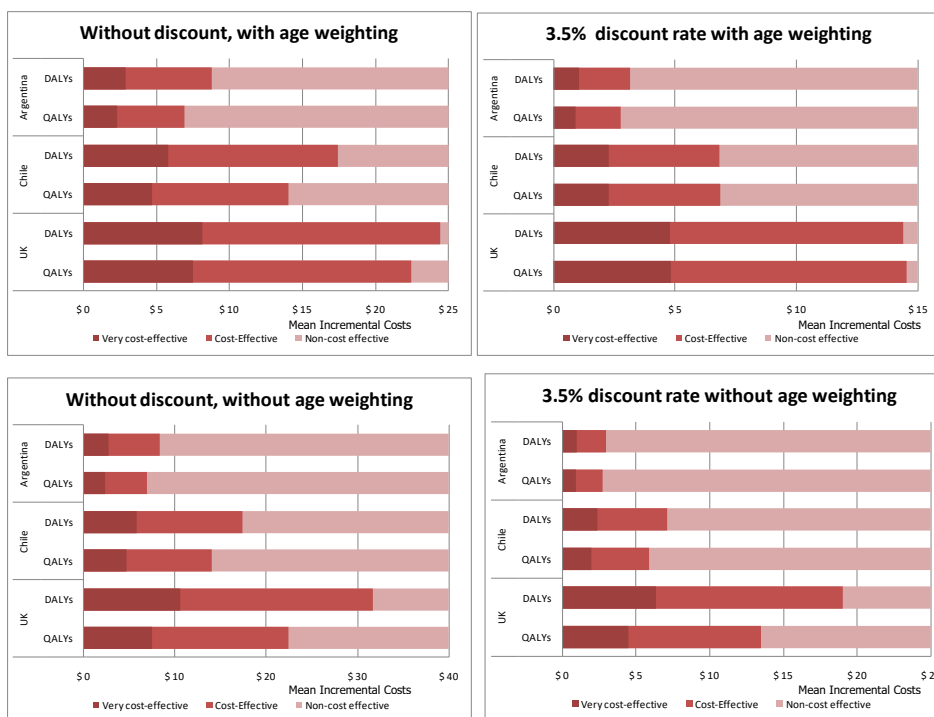 Without discount, with age weighting
Argentina
DALYs
QALYs
Chile
DALYs
QALYs
UK
DALYs
QALYs
$ 0 $ 5 $ 10 $ 15 $ 20 $ 25
Mean Incremental Costs
Very cost-effective Cost-Effective Non-cost effective
3.5% discount rate with age weighting
Argentina
DALYs
QALYs
Chile
DALYs
QALYs
UK
DALYs
QALYs
$ 0 $ 5 $ 10 $ 15
Mean Incremental Costs
Very cost-effective Cost-Effective Non-cost effective
Without discount, without age weighting
Argentina
DALYs
QALYs
Chile
DALYs
QALYs
UK
DALYs
QALYs
$ 0 $ 10 $ 20 $ 30 $ 40
Mean Incremental Costs
Very cost-effective Cost-Effective Non-cost effective
3.5% discount rate without age weighting
Argentina
DALYs
QALYs
Chile
DALYs
QALYs
UK
DALYs
QALYs
$ 0 $ 5 $ 10 $ 15 $ 20 $ 2
Mean Incremental Costs
Very cost-effective Cost-Effective Non-cost effective